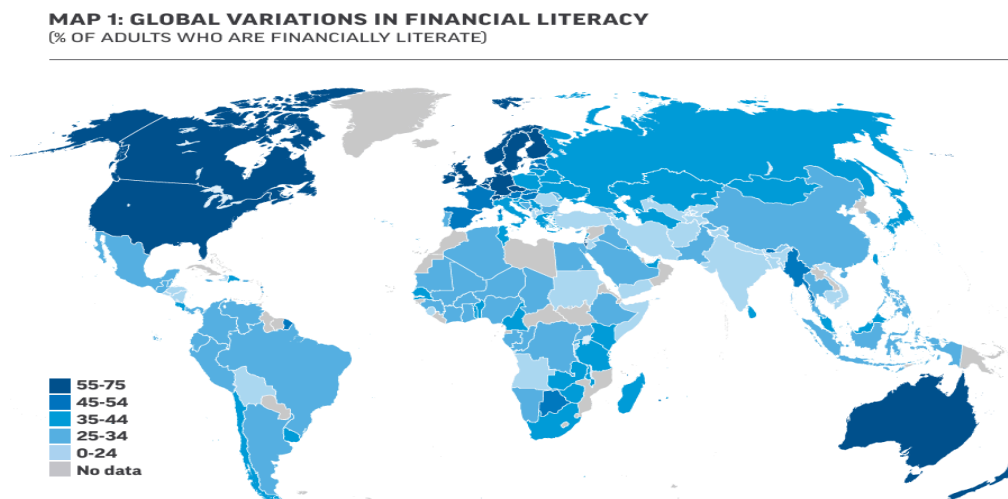 MAP 1: GLOBAL VARIATIONS IN FINANCIAL LITERACY
(% OF ADULTS WHO ARE FINANCIALLY LITERATE)
55-75
45-54
35-44
25-34
0-24
No data